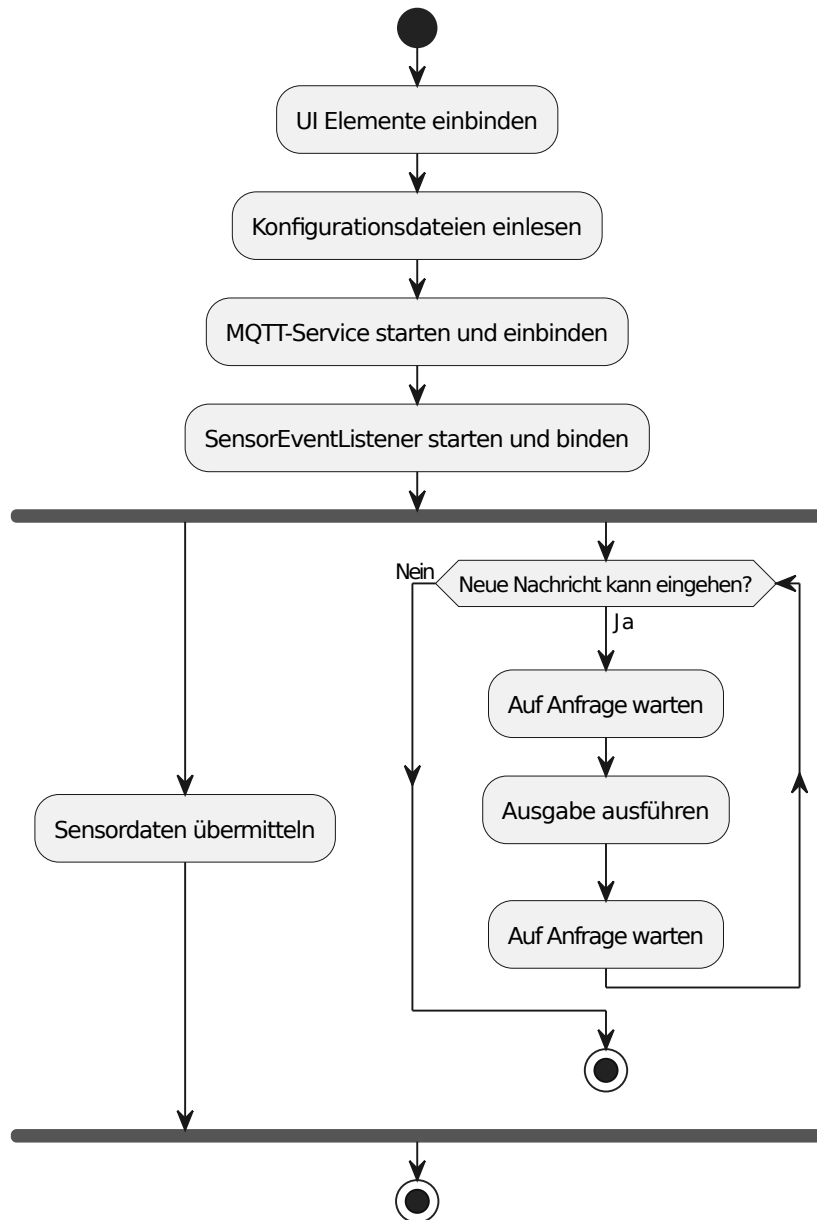 UI Elemente einbinden
Konfigurationsdateien einlesen
MQTT-Service starten und einbinden
SensorEventListener starten und binden
Nein
Neue Nachricht kann eingehen?
Ja
Auf Anfrage warten
Ausgabe ausführen
Sensordaten übermitteln
Auf Anfrage warten